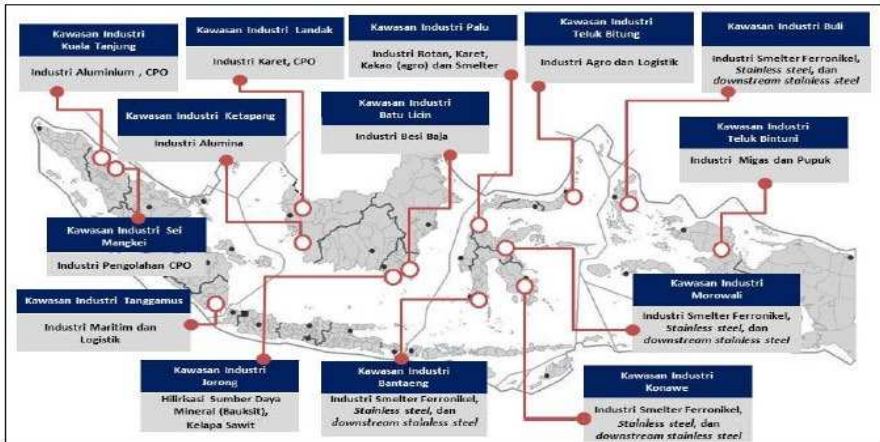 Kawasan Industri
Kuala Tanjung
Industri Aluminium , CPO
Kawasan Industri Landak
Industri Karet, CPO
Kawasan Industri Palu
Industri Rotan, Karet,
Kakao (agro) dan Smelter
Kawasan Industri
Teluk Bitung
Industri Agro dan Logistik
Kawasan Industri Buli
Industri Smelter Ferronikel,
Stainless steel, dan
downstream stainless steel
Kawasan Industri Ketapang
Industri Alumina
Kawasan Industri
Batu Licin
Industri Besi Baja
Kawasan Industri
Teluk Bintuni
Industri Migas dan Pupuk
Kawasan Industri Sei
Mangkei
Industri Pengolahan CPO
Kawasan Industri Tanggamus
Industri Maritim dan
Logistik
Kawasan Industri
Morowali
Industri Smelter Ferronikel,
Stainless steel, dan
downstream stainless steel
Kawasan Industri
Jorong
Hilirisasi Sumber Daya
Mineral (Bauksit),
Kelapa Sawit
Kawasan Industri
Bantaeng
Industri Smelter Ferronikel,
Stainless steel, dan
downstream stainless steel
Kawasan Industri
Konawe
Industri Smelter Ferronikel,
Stainless steel, dan
downstream stainless steel